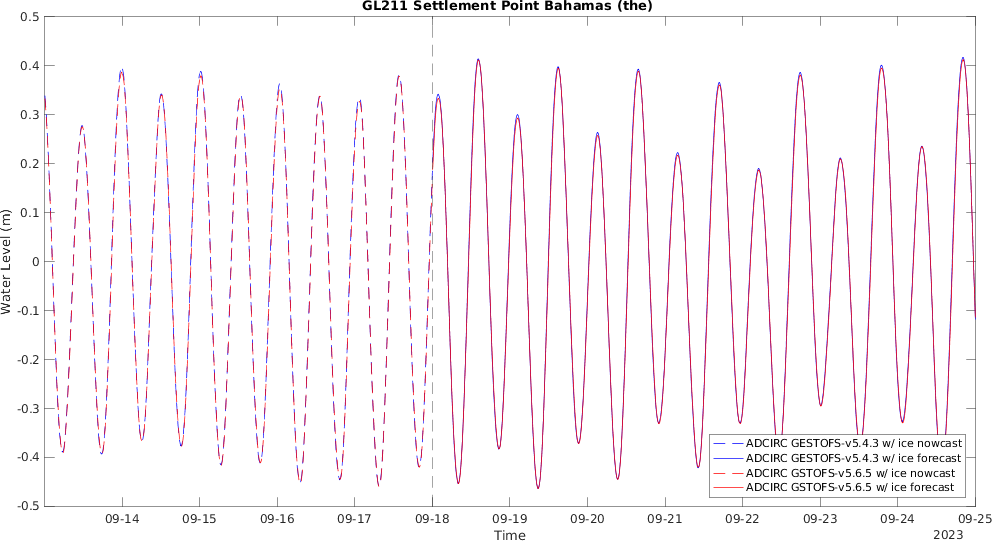 GL211 Settlement Point Bahamas (the)
0.5
0.4
0.3
0.2
0.1
0
-0.1
-0.2
-0.3
-0.4
-0.5
Water Level (m)
ADCIRC GESTOFS-v5.4.3 w/ ice nowcast
ADCIRC GESTOFS-v5.4.3 w/ ice forecast
ADCIRC GSTOFS-v5.6.5 w/ ice nowcast
ADCIRC GSTOFS-v5.6.5 w/ ice forecast
09-14 09-15 09-16 09-17 09-18 09-19 09-20 09-21 09-22 09-23 09-24 09-25
Time
2023